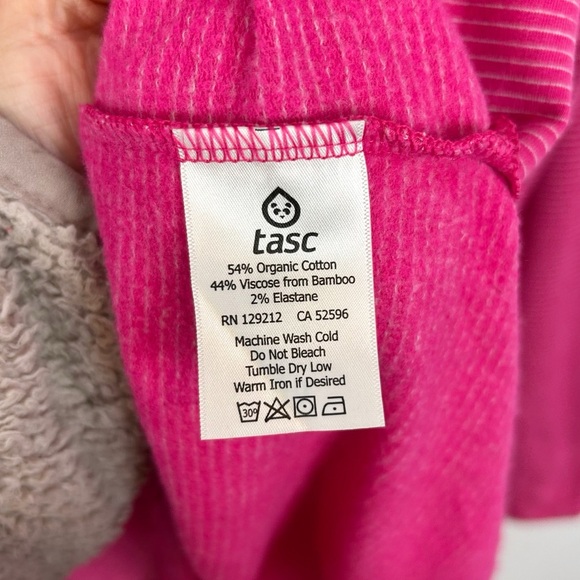 tasc
54% Organic Cotton
44% Viscose from Bamboo
2% Elastane
RN 129212 CA 52596
Machine Wash Cold
Do Not Bleach
Tumble Dry Low
Warm Iron if Desired
309